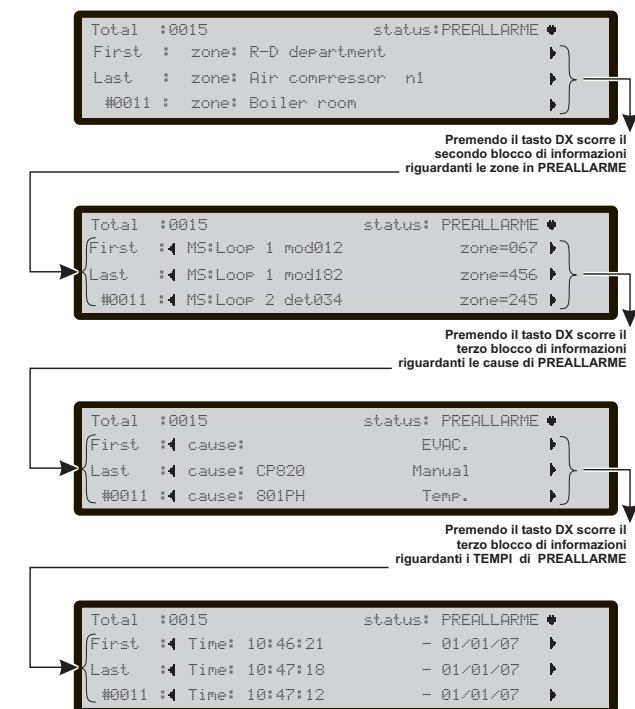 Total :0015 status:PREALLARME
First : zone: R-D department
Last : zone: Air compressor n1
#0011 : zone: Boiler room
Premendo il tasto DX scorre il
secondo blocco di informazioni
riguardanti le zone in PREALLARME
Total :0015 status: PREALLARME
First : MS:Loop 1 mod012 zone=067
Last : MS:Loop 1 mod182 zone=456
#0011 : MS:Loop 2 det034 zone=245
Premendo il tasto DX scorre il
terzo blocco di informazioni
riguardanti le cause di PREALLARME
Total :0015 status: PREALLARME
First : cause: EVAC.
Last : cause: CP820 Manual
#0011 : cause: 801PH Temp.
Premendo il tasto DX scorre il
terzo blocco di informazioni
riguardanti i TEMPI di PREALLARME
Total :0015 status: PREALLARME
First : Time: 10:46:21 - 01/01/07
Last : Time: 10:47:18 - 01/01/07
#0011 : Time: 10:47:12 - 01/01/07